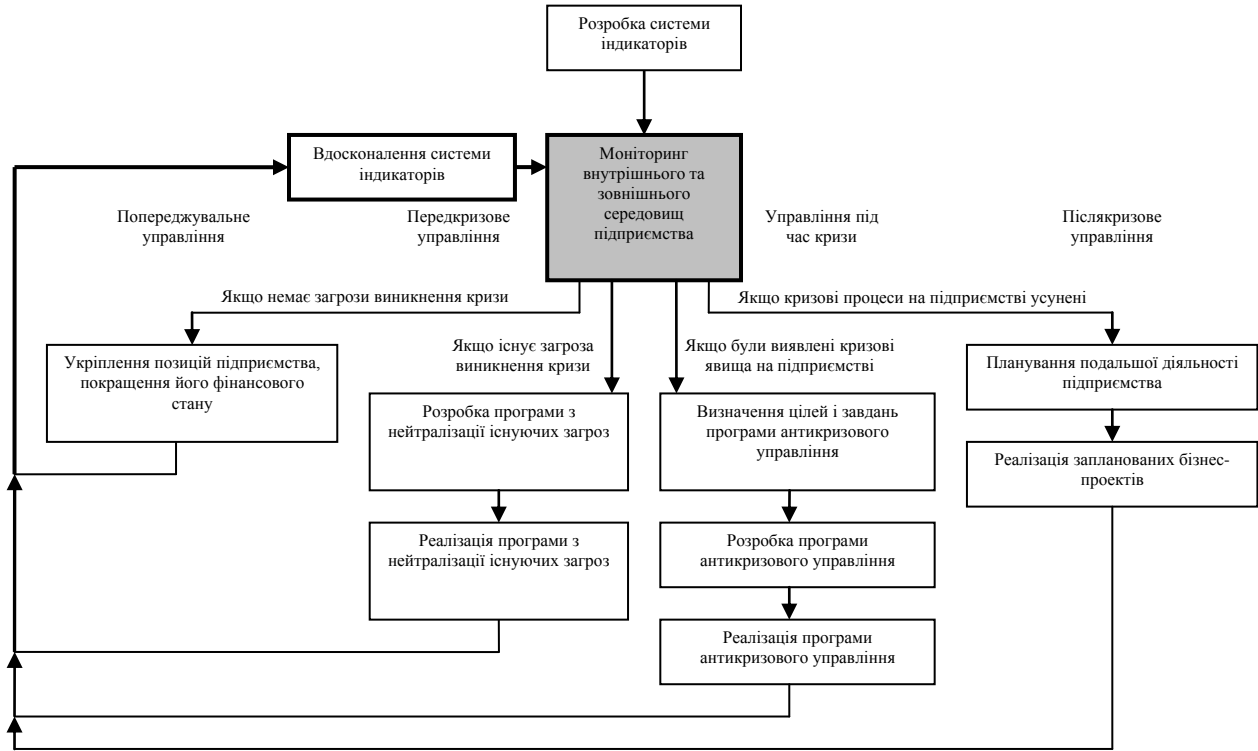 Розробка системи
індикаторів
Вдосконалення системи
індикаторів
Моніторинг
внутрішнього та
зовнішнього
середовищ
підприємства
Попереджувальне
управління
Передкризове
управління
Управління під
час кризи
Післякризове
управління
Якщо немає загрози виникнення кризи
Якщо кризові процеси на підприємстві усунені
Укріплення позицій підприємства,
покращення його фінансового
стану
Якщо існує загроза
виникнення кризи
Якщо були виявлені кризові
явища на підприємстві
Планування подальшої діяльності
підприємства
Розробка програми з
нейтралізації існуючих загроз
Визначення цілей і завдань
програми антикризового
управління
Реалізація запланованих бізнес-
проектів
Реалізація програми з
нейтралізації існуючих загроз
Розробка програми
антикризового управління
Реалізація програми
антикризового управління